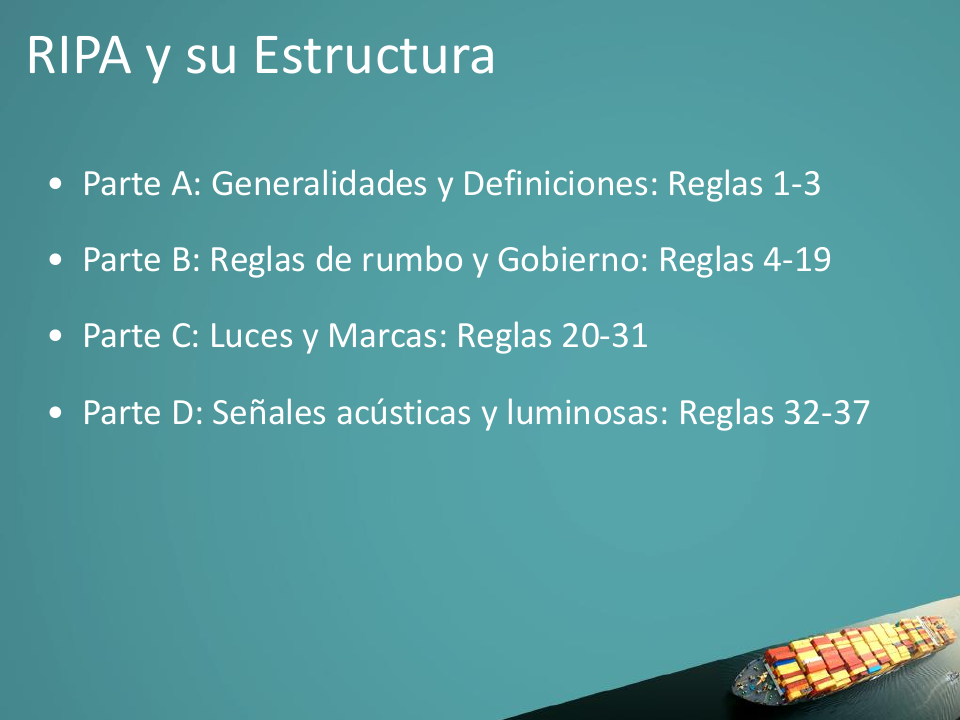 RIPA y su Estructura
• Parte A: Generalidades y Definiciones: Reglas 1-3
• Parte B: Reglas de rumbo y Gobierno: Reglas 4-19
• Parte C: Luces y Marcas: Reglas 20-31
• Parte D: Señales acústicas y luminosas: Reglas 32-37